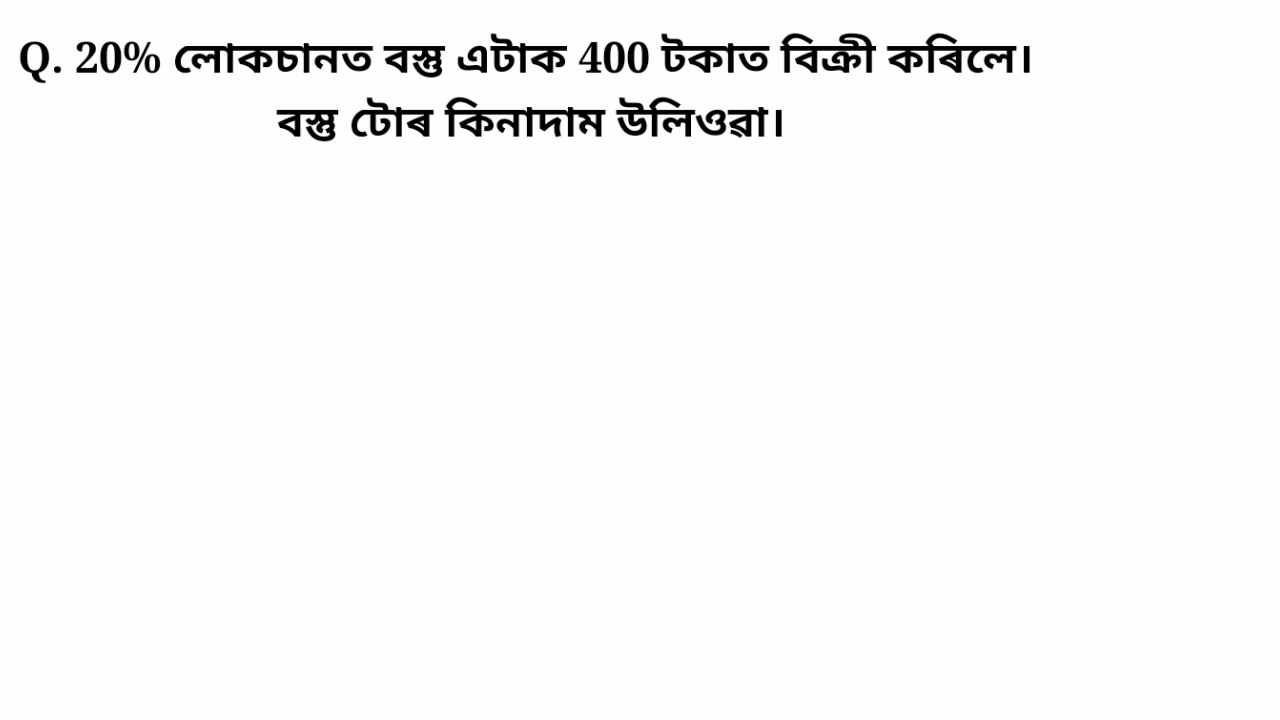 Q. 20% লোকচানত বস্তু এটাক 400 টকাত বিক্ৰী কৰিলে।
বস্তু টোৰ কিনাদাম উলিওৱা।